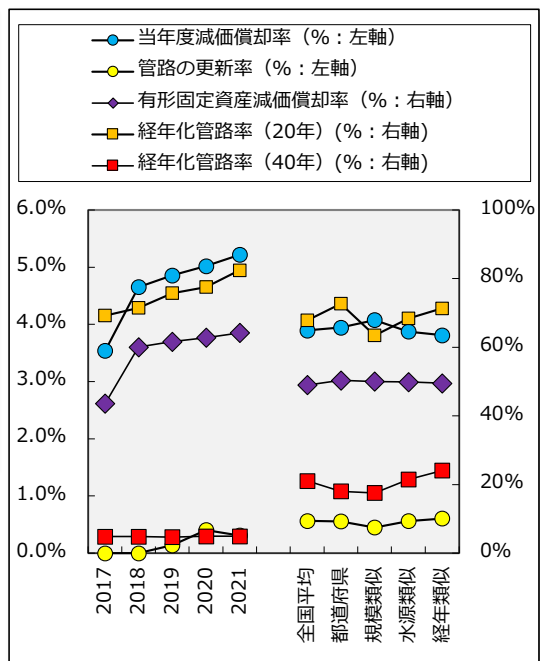 当年度減価償却率（%：左軸）
管路の更新率（%：左軸）
有形固定資産減価償却率（%：右軸）
経年化管路率（20年）(%：右軸)
経年化管路率（40年）(%：右軸)
6.0%
5.0%
4.0%
3.0%
2.0%
1.0%
0.0%
100%
80%
60%
40%
20%
0%
2017
2018
2019
2020
2021
全国平均
都道府県
規模類似
水源類似
経年類似